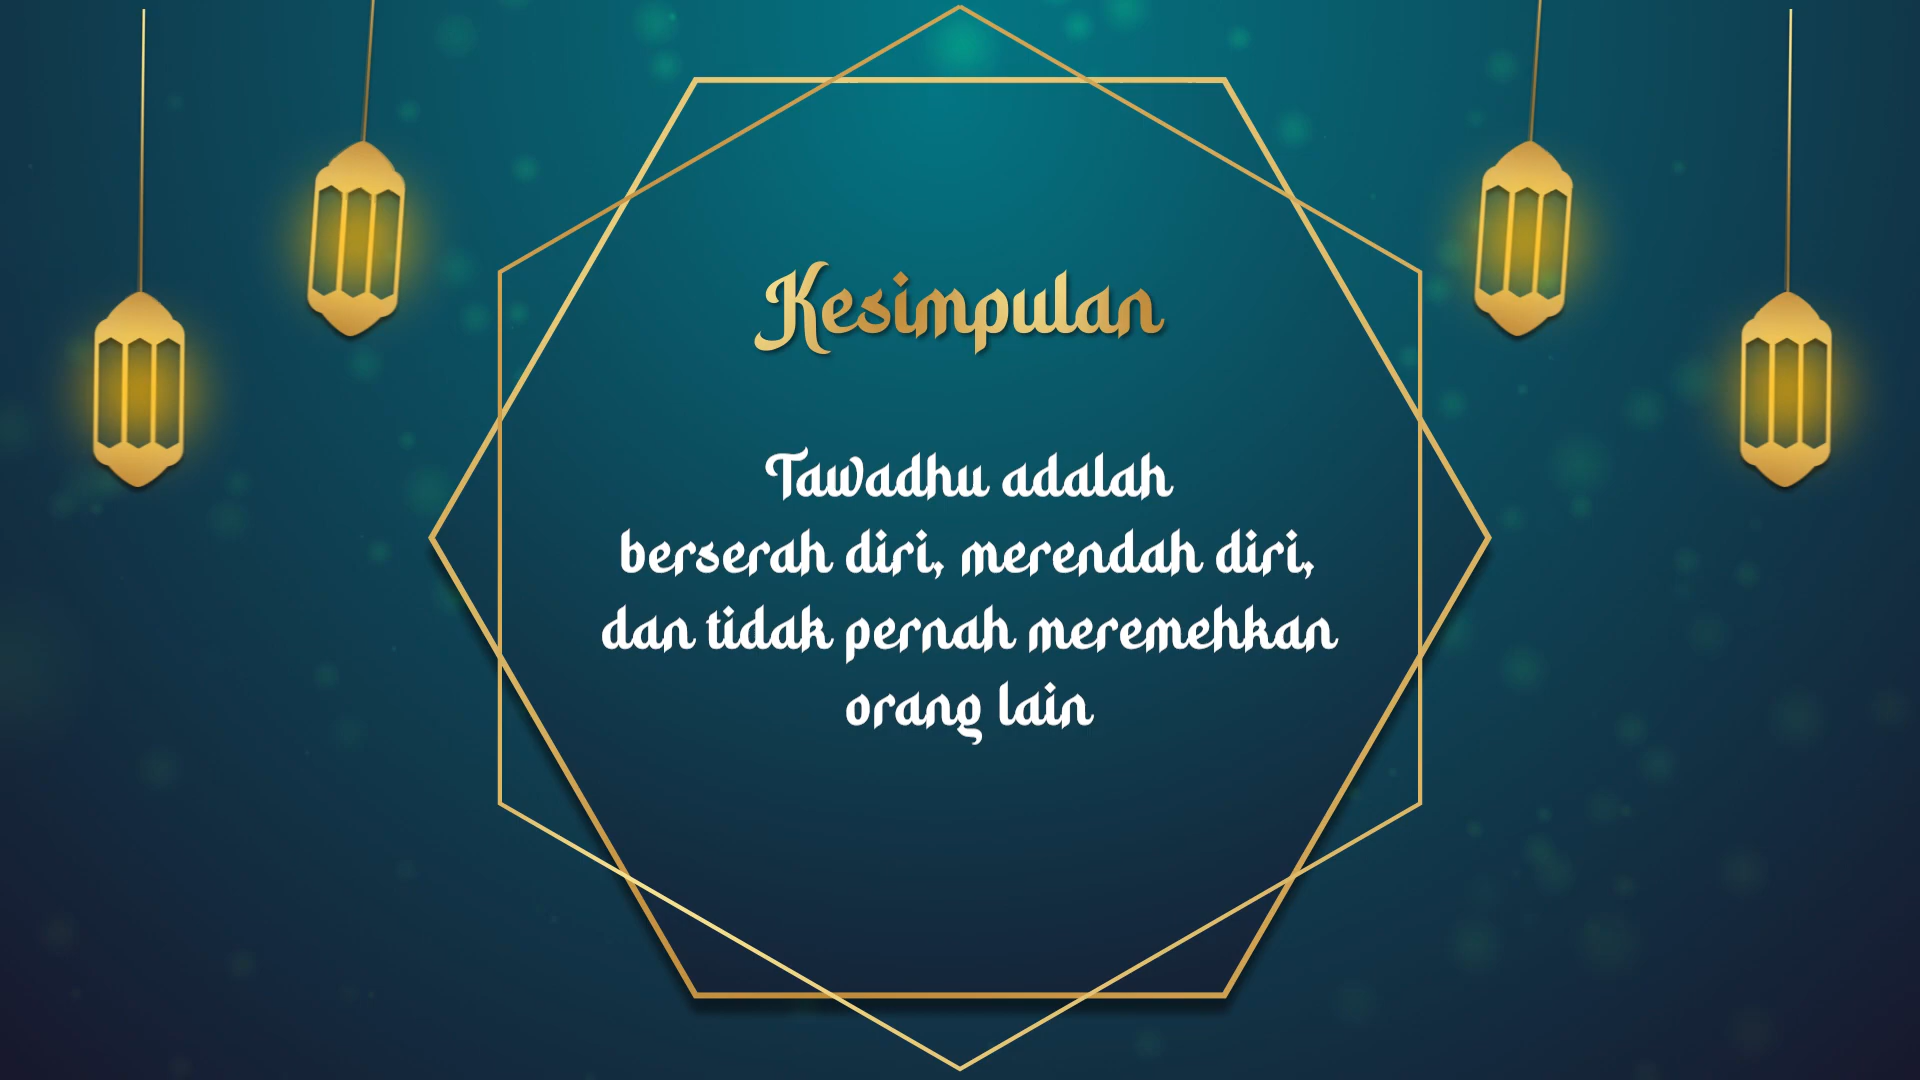 Kesimpulan
Tawadhu adalah
berserah diri, merendah diri,
dan tidak pernah meremehkan
orang lain